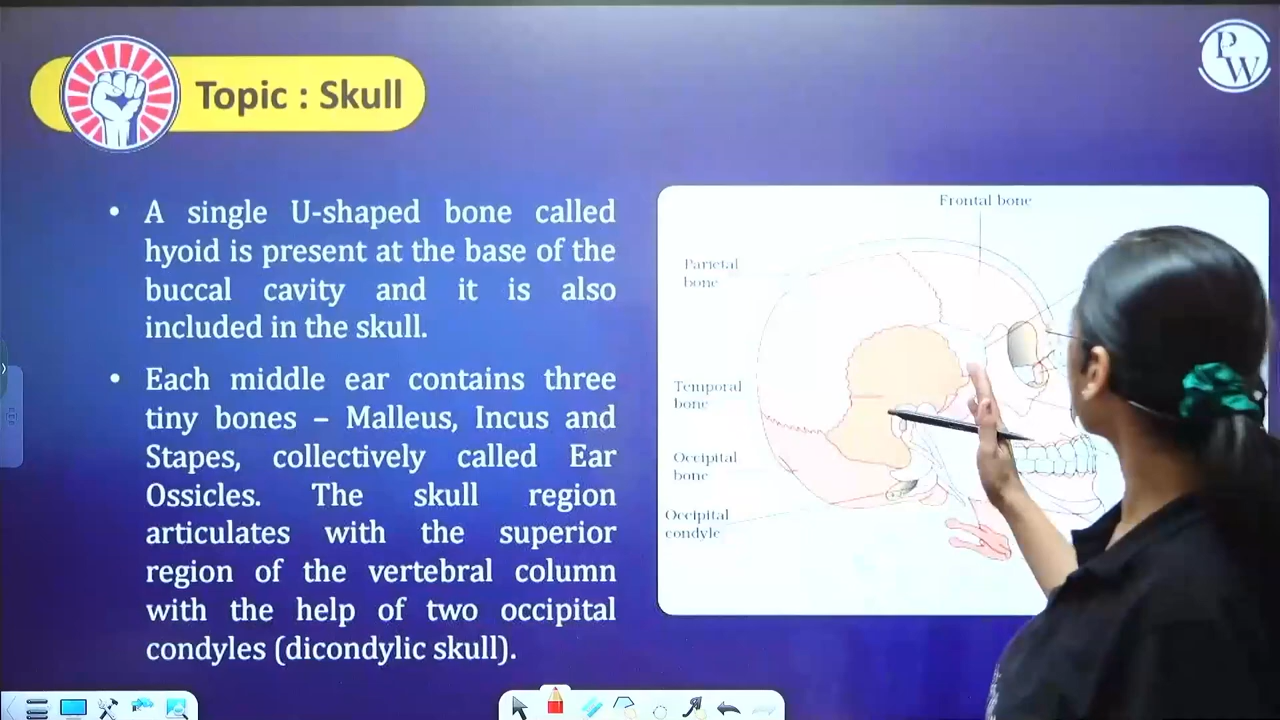 PW
Topic : Skull
• A single U-shaped bone called
hyoid is present at the base of the
buccal cavity and it is also
included in the skull.
• Each middle ear contains three
tiny bones – Malleus, Incus and
Stapes, collectively called Ear
Ossicles. The skull region
articulates with the superior
region of the vertebral column
with the help of two occipital
condyles (dicondylic skull).
Frontal bone
Parietal
bone
Temporal
bone
Occipital
bone
Occipital
condyle